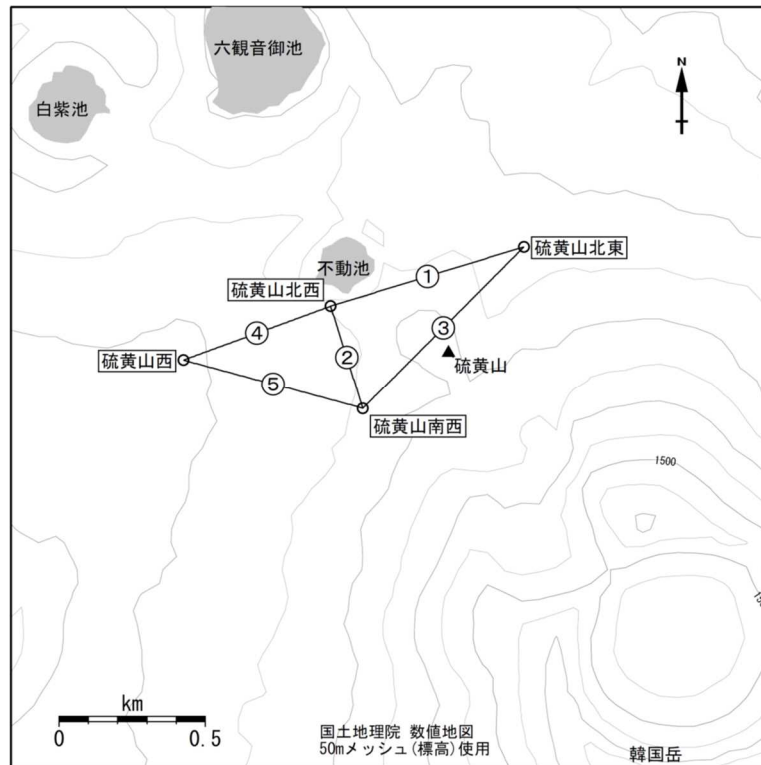 六観音御池
白紫池
N
不動池
硫黄山北東
①
硫黄山北西
③
④
硫黄山西
②
硫黄山
⑤
硫黄山南西
1500
km
0 0.5
国土地理院 数値地図
50mメッシュ(標高)使用
韓国岳